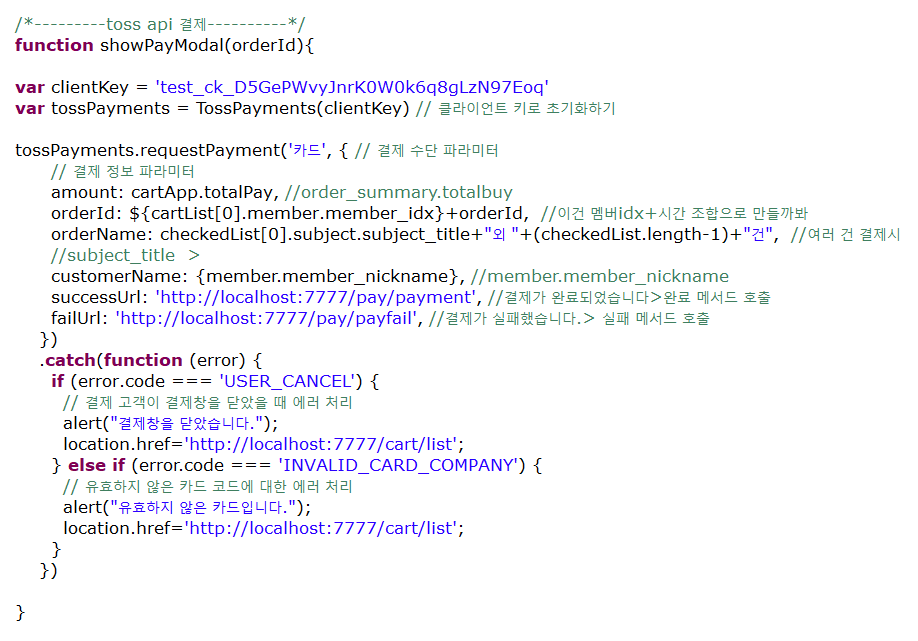 /*---------toss api 결제----------*/
function showPayModal(orderId){
var clientKey = 'test_ck_D5GePWvyJnrK0W0k6q8gLzN97Eoq'
var tossPayments = TossPayments(clientKey) // 클라이언트 키로 초기화하기
tossPayments.requestPayment('카드', { // 결제 수단 파라미터
// 결제 정보 파라미터
amount: cartApp.totalPay, //order_summary.totalbuy
orderId: ${cartList[0].member.member_idx}+orderId,  //이건 멤버idx+시간 조합으로 만들까봐
orderName: checkedList[0].subject.subject_title+"외 "+(checkedList.length-1)+"건",  //여러 건 결제시
//subject_title  >
customerName: {member.member_nickname}, //member.member_nickname
successUrl: 'http://localhost:7777/pay/payment', //결제가 완료되었습니다>완료 메서드 호출
failUrl: 'http://localhost:7777/pay/payfail', //결제가 실패했습니다.> 실패 메서드 호출
})
.catch(function (error) {
if (error.code === 'USER_CANCEL') {
// 결제 고객이 결제창을 닫았을 때 에러 처리
alert("결제창을 닫았습니다.");
location.href='http://localhost:7777/cart/list';
} else if (error.code === 'INVALID_CARD_COMPANY') {
// 유효하지 않은 카드 코드에 대한 에러 처리
alert("유효하지 않은 카드입니다.");
location.href='http://localhost:7777/cart/list';
}
})
}